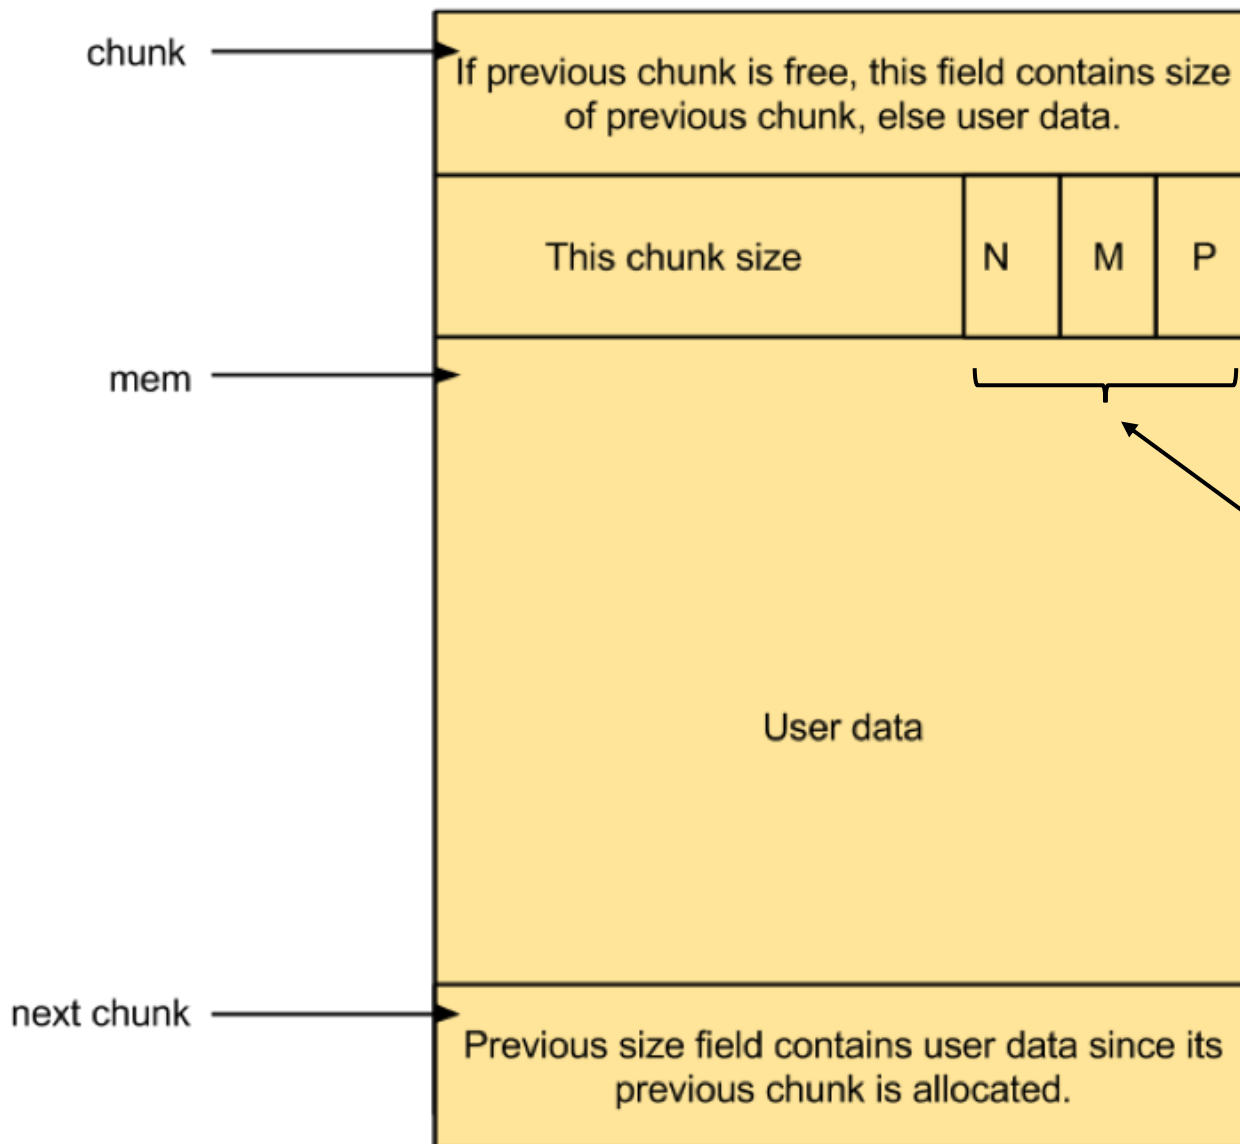 chunk
If previous chunk is free, this field contains size
of previous chunk, else user data.
This chunk size
N
M
P
mem
User data
next chunk
Previous size field contains user data since its
previous chunk is allocated.